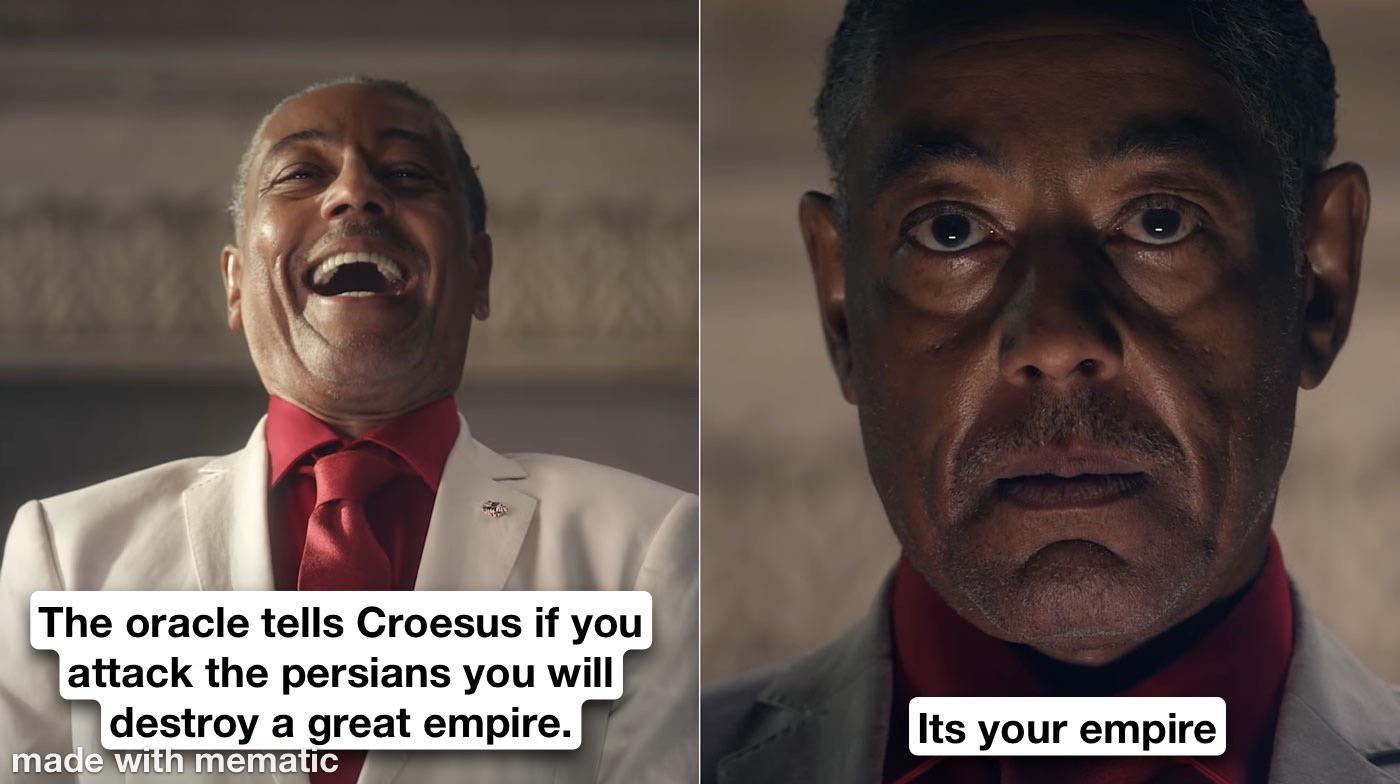 The oracle tells Croesus if you
attack the persians you will
destroy a great empire.
made with mematic
Its your empire